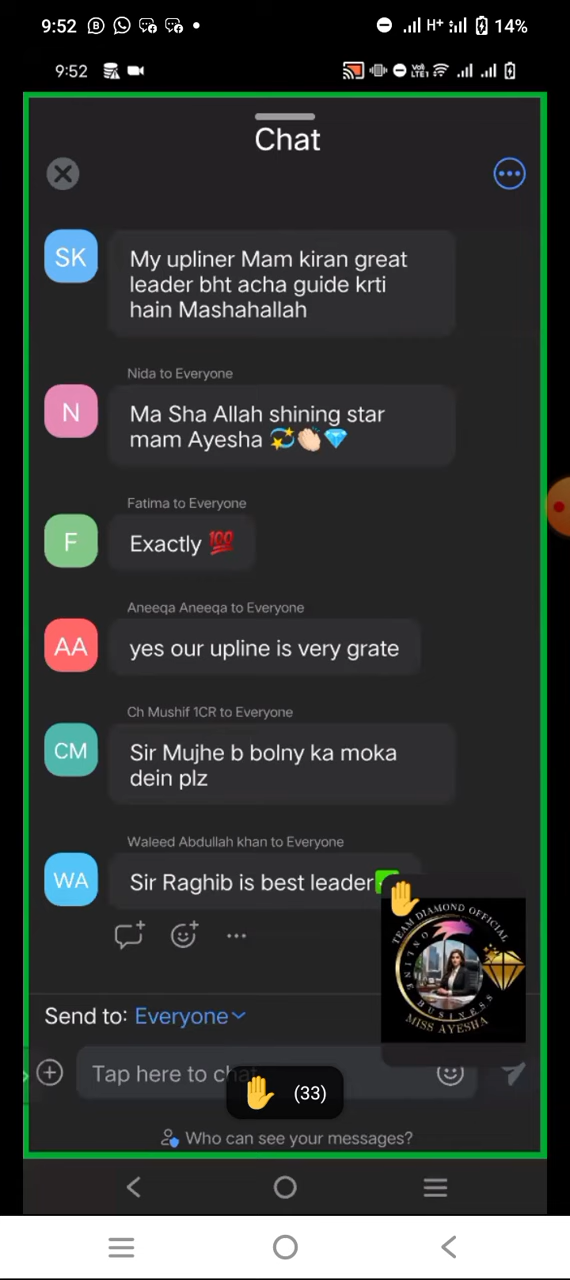 9:52
H+
14%
9:52
VoLTE1
Chat
SK
My upliner Mam kiran great
leader bht acha guide krti
hain Mashahallah
Nida to Everyone
N
Ma Sha Allah shining star
mam Ayesha 💫👏🏻💎
Fatima to Everyone
F
Exactly 💯
Aneeqa Aneeqa to Everyone
AA
yes our upline is very grate
Ch Mushif 1CR to Everyone
CM
Sir Mujhe b bolny ka moka
dein plz
Waleed Abdullah khan to Everyone
WA
Sir Raghib is best leader
TEAM DIAMOND OFFICIAL
ONLINE
BUSINESS
MISS AYESHA
Send to: Everyone
Tap here to chat
✋ (33)
Who can see your messages?